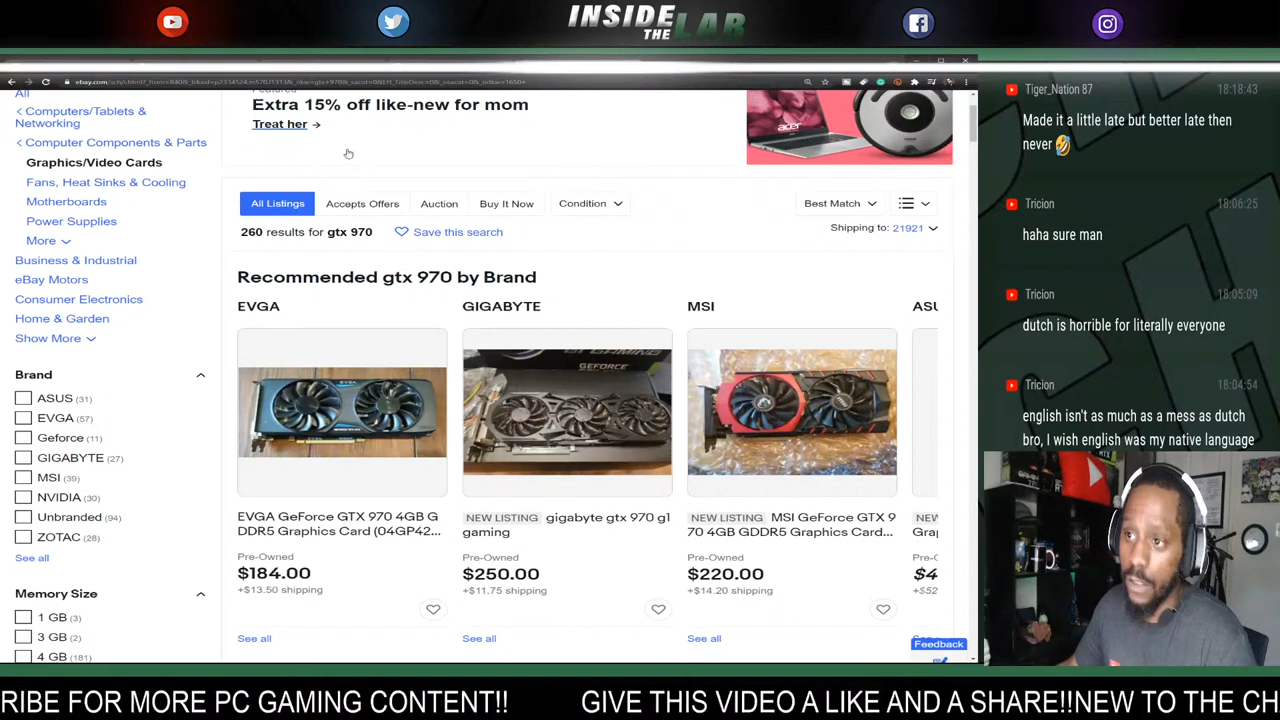 INSIDE
THE LAB
All
Featured
Extra 15% off like-new for mom
Treat her →
acer
< Computers/Tablets &
Networking
< Computer Components & Parts
Graphics/Video Cards
Fans, Heat Sinks & Cooling
Motherboards
Power Supplies
More
Business & Industrial
eBay Motors
Consumer Electronics
Home & Garden
Show More
Brand
ASUS (31)
EVGA (57)
Geforce (11)
GIGABYTE (27)
MSI (39)
NVIDIA (30)
Unbranded (94)
ZOTAC (28)
See all
Memory Size
1 GB (3)
3 GB (2)
4 GB (181)
All Listings
Accepts Offers
Auction
Buy It Now
Condition
Best Match
260 results for gtx 970
Save this search
Shipping to: 21921
Recommended gtx 970 by Brand
EVGA
GIGABYTE
MSI
ASU
EVGA GeForce GTX 970 4GB G
DDR5 Graphics Card (04GP42...
Pre-Owned
$184.00
+$13.50 shipping
See all
NEW LISTING gigabyte gtx 970 g1
gaming
Pre-Owned
$250.00
+$11.75 shipping
See all
NEW LISTING MSI GeForce GTX 9
70 4GB GDDR5 Graphics Card...
Pre-Owned
$220.00
+$14.20 shipping
See all
NEW
Grap
Pre-O
$4
+$52
Feedback
Tiger_Nation 87
18:18:43
Made it a little late but better late then
never 🤣
Tricion
18:06:25
haha sure man
Tricion
18:05:09
dutch is horrible for literally everyone
Tricion
18:04:54
english isn't as much as a mess as dutch
bro, I wish english was my native language
RIBE FOR MORE PC GAMING CONTENT!!
GIVE THIS VIDEO A LIKE AND A SHARE!!NEW TO THE CH